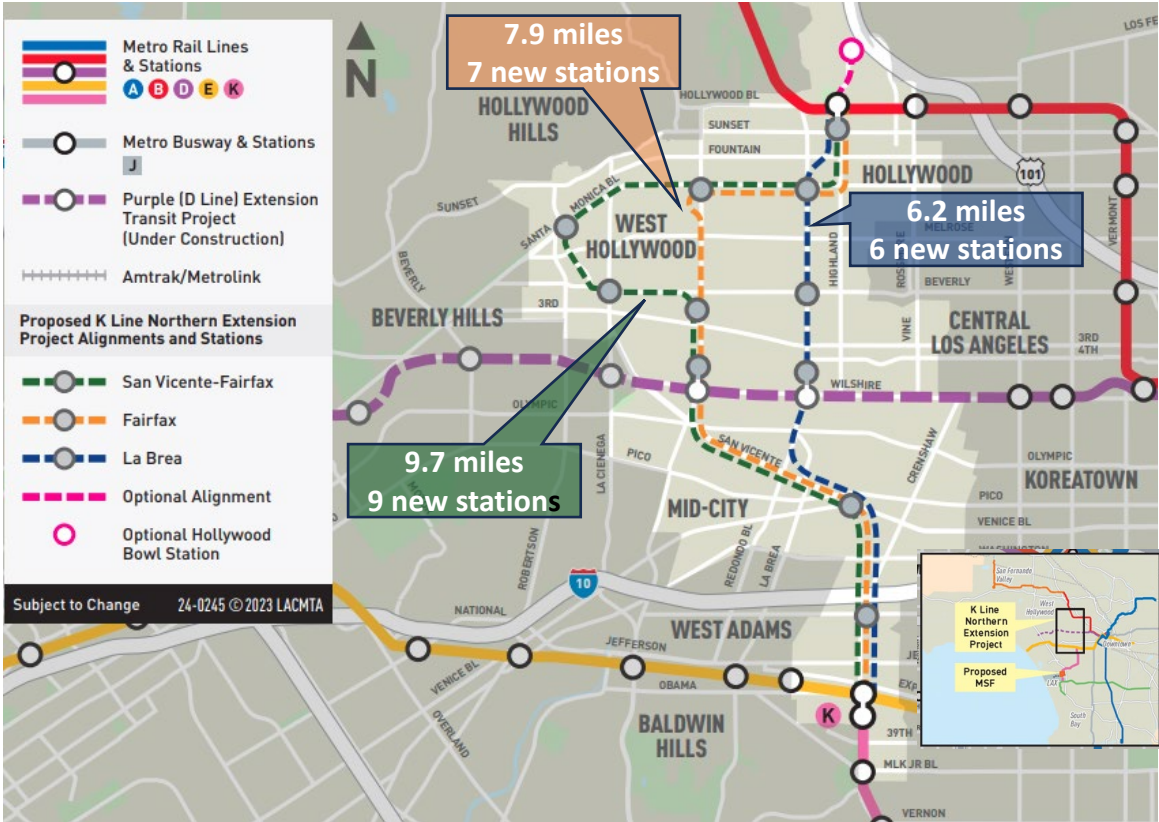 Metro Rail Lines
& Stations
A B D E K
Metro Busway & Stations
J
Purple (D Line) Extension
Transit Project
(Under Construction)
Amtrak/Metrolink
Proposed K Line Northern Extension
Project Alignments and Stations
San Vicente-Fairfax
Fairfax
La Brea
Optional Alignment
Optional Hollywood
Bowl Station
Subject to Change 24-0245 © 2023 LACMTA
N
7.9 miles
7 new stations
6.2 miles
6 new stations
9.7 miles
9 new stations
HOLLYWOOD
HILLS
HOLLYWOOD BL
SUNSET
FOUNTAIN
HOLLYWOOD
101
SUNSET
SANTA
MONICA BL
WEST
HOLLYWOOD
MELROSE
HIGHLAND
VERMONT
BEVERLY
BEVERLY
3RD
BEVERLY HILLS
VINE
CENTRAL
LOS ANGELES
3RD
4TH
WILSHIRE
OLYMPIC
LA CIENEGA
PICO
SAN VICENTE
CRENSHAW
OLYMPIC
KOREATOWN
PICO
VENICE BL
MID-CITY
REDONDO BL
LA BREA
ROBERTSON
10
NATIONAL
WEST ADAMS
JEFFERSON
VENICE BL
OBAMA
OVERLAND
BALDWIN
HILLS
K
39TH
MLK JR BL
VERNON
San Fernando
Valley
West
Hollywood
K Line
Northern
Extension
Project
Downtown
Proposed
MSF
LAX
South
Bay